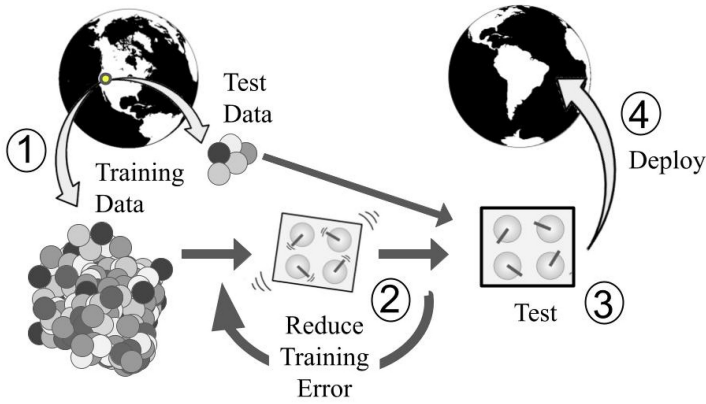 Test
Data
1
Training
Data
4
Deploy
2
Reduce
Training
Error
Test
3